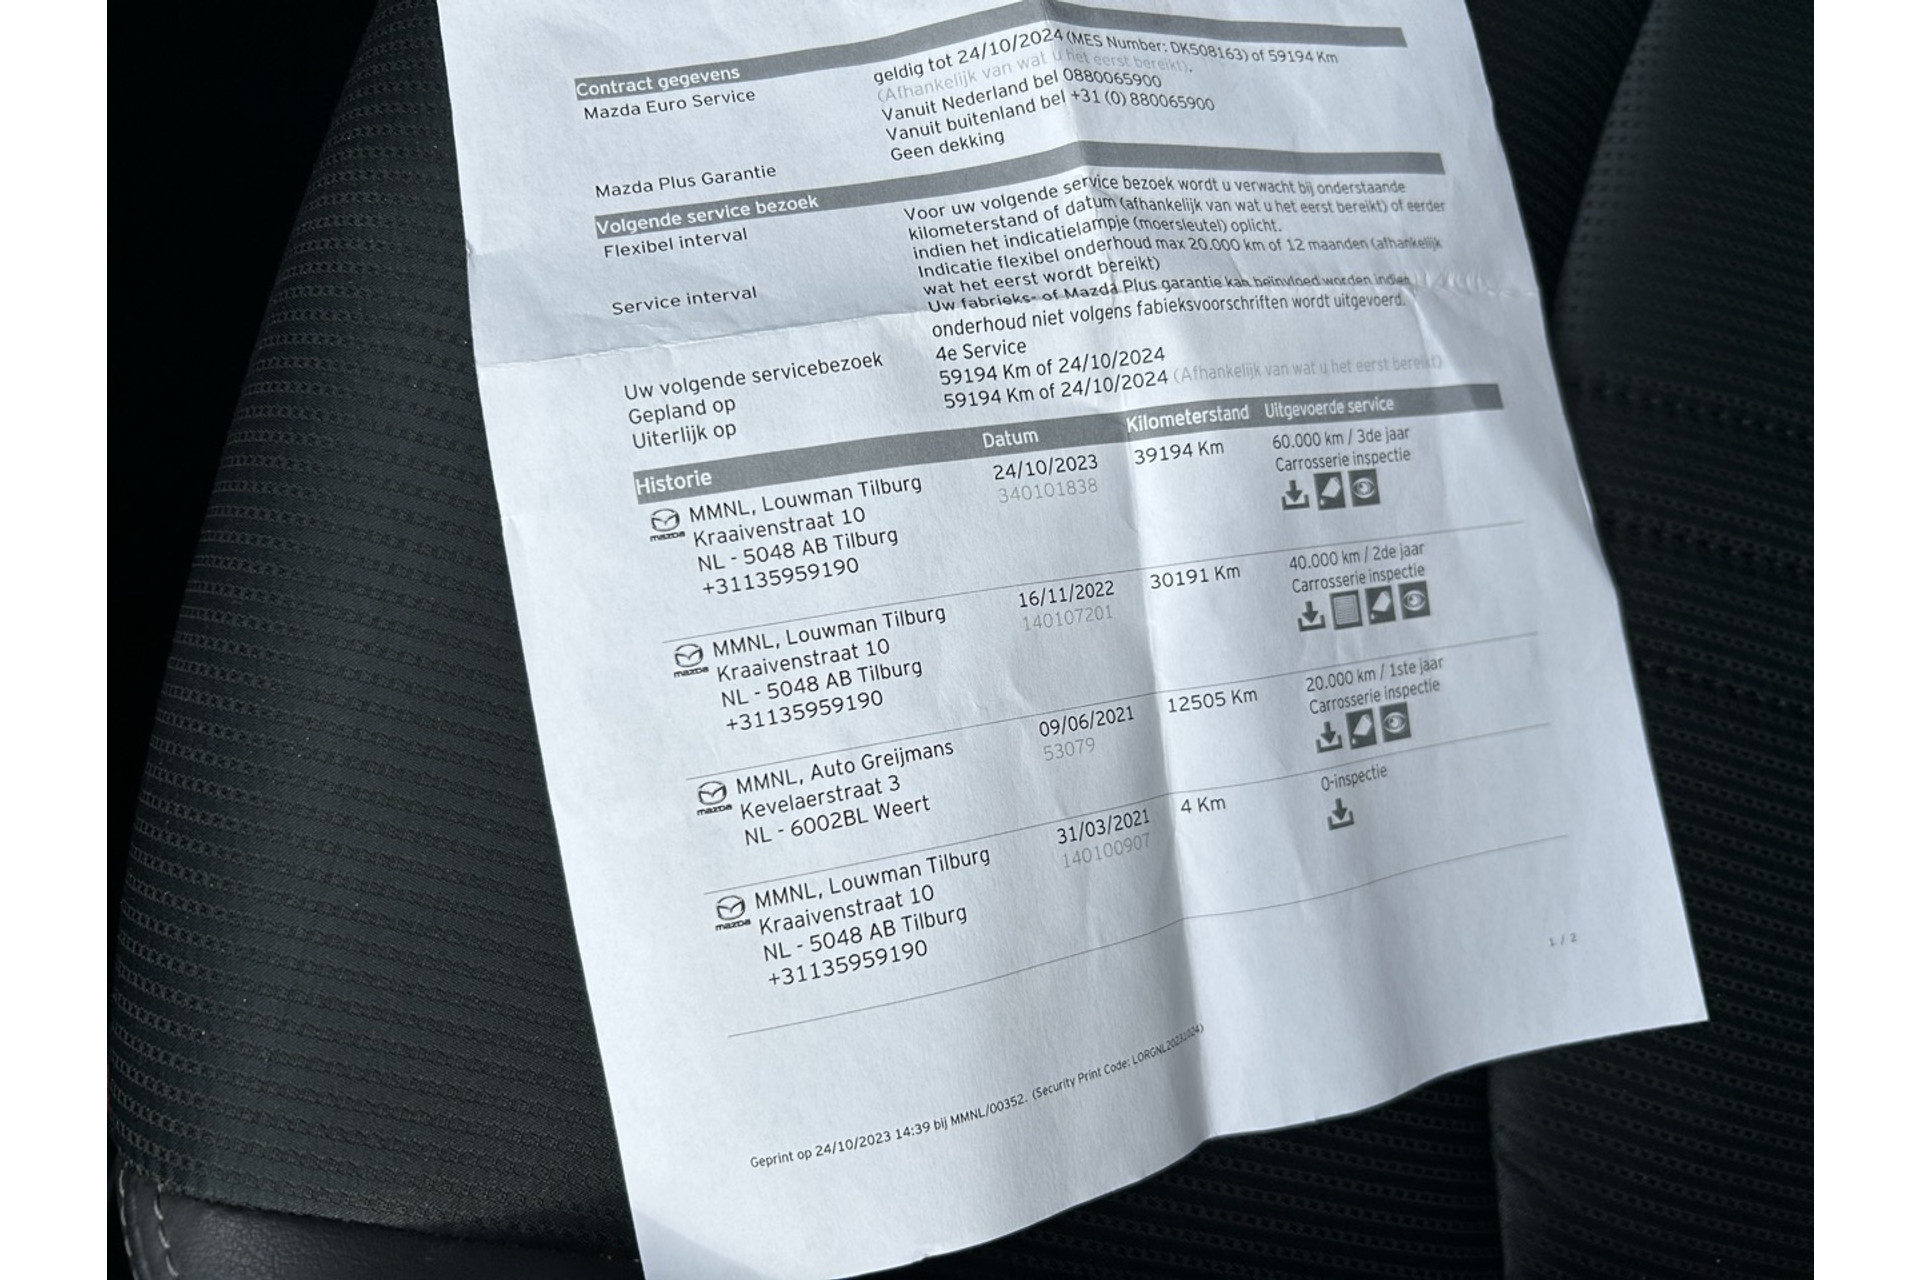 Contract gegevens
Mazda Euro Service
geldig tot 24/10/2024 (MES Number: DK508163) of 59194 Km
(Afhankelijk van wat u het eerst bereikt).
Vanuit Nederland bel 0880065900
Vanuit buitenland bel +31 (0) 880065900
Mazda Plus Garantie
Geen dekking
Volgende service bezoek
Flexibel interval
Voor uw volgende service bezoek wordt u verwacht bij onderstaande
kilometerstand of datum (afhankelijk van wat u het eerst bereikt) of eerder
indien het indicatielampje (moersleutel) oplicht.
Indicatie flexibel onderhoud max 20.000 km of 12 maanden (afhankelijk
wat het eerst wordt bereikt)
Service interval
Uw fabrieks- of Mazda Plus garantie kan beïnvloed worden indien
onderhoud niet volgens fabieksvoorschriften wordt uitgevoerd.
Uw volgende servicebezoek
4e Service
Gepland op
59194 Km of 24/10/2024
Uiterlijk op
59194 Km of 24/10/2024 (Afhankelijk van wat u het eerst bereikt)
Historie Datum Kilometerstand Uitgevoerde service
mazda
MMNL, Louwman Tilburg
Kraaivenstraat 10
NL - 5048 AB Tilburg
+31135959190
24/10/2023
340101838
39194 Km
60.000 km / 3de jaar
Carrosserie inspectie
mazda
MMNL, Louwman Tilburg
Kraaivenstraat 10
NL - 5048 AB Tilburg
+31135959190
16/11/2022
140107201
30191 Km
40.000 km / 2de jaar
Carrosserie inspectie
mazda
MMNL, Auto Greijmans
Kevelaerstraat 3
NL - 6002BL Weert
09/06/2021
53079
12505 Km
20.000 km / 1ste jaar
Carrosserie inspectie
mazda
MMNL, Louwman Tilburg
Kraaivenstraat 10
NL - 5048 AB Tilburg
+31135959190
31/03/2021
140100907
4 Km
0-inspectie
1 / 2
Geprint op 24/10/2023 14:39 bij MMNL/00352. (Security Print Code: LORGNL20231024)